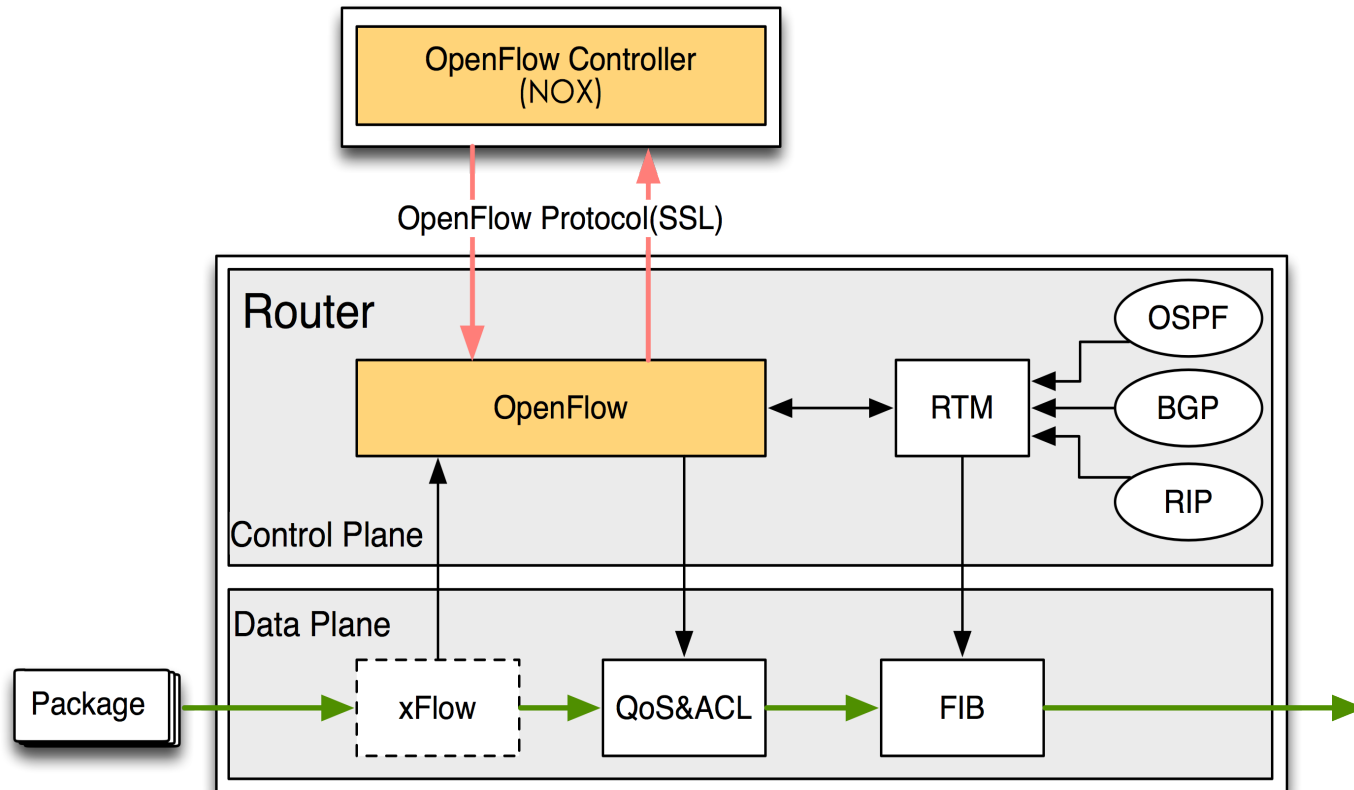 OpenFlow Controller
(NOX)
OpenFlow Protocol(SSL)
Router
OSPF
OpenFlow
RTM
BGP
RIP
Control Plane
Data Plane
Package
xFlow
QoS&ACL
FIB